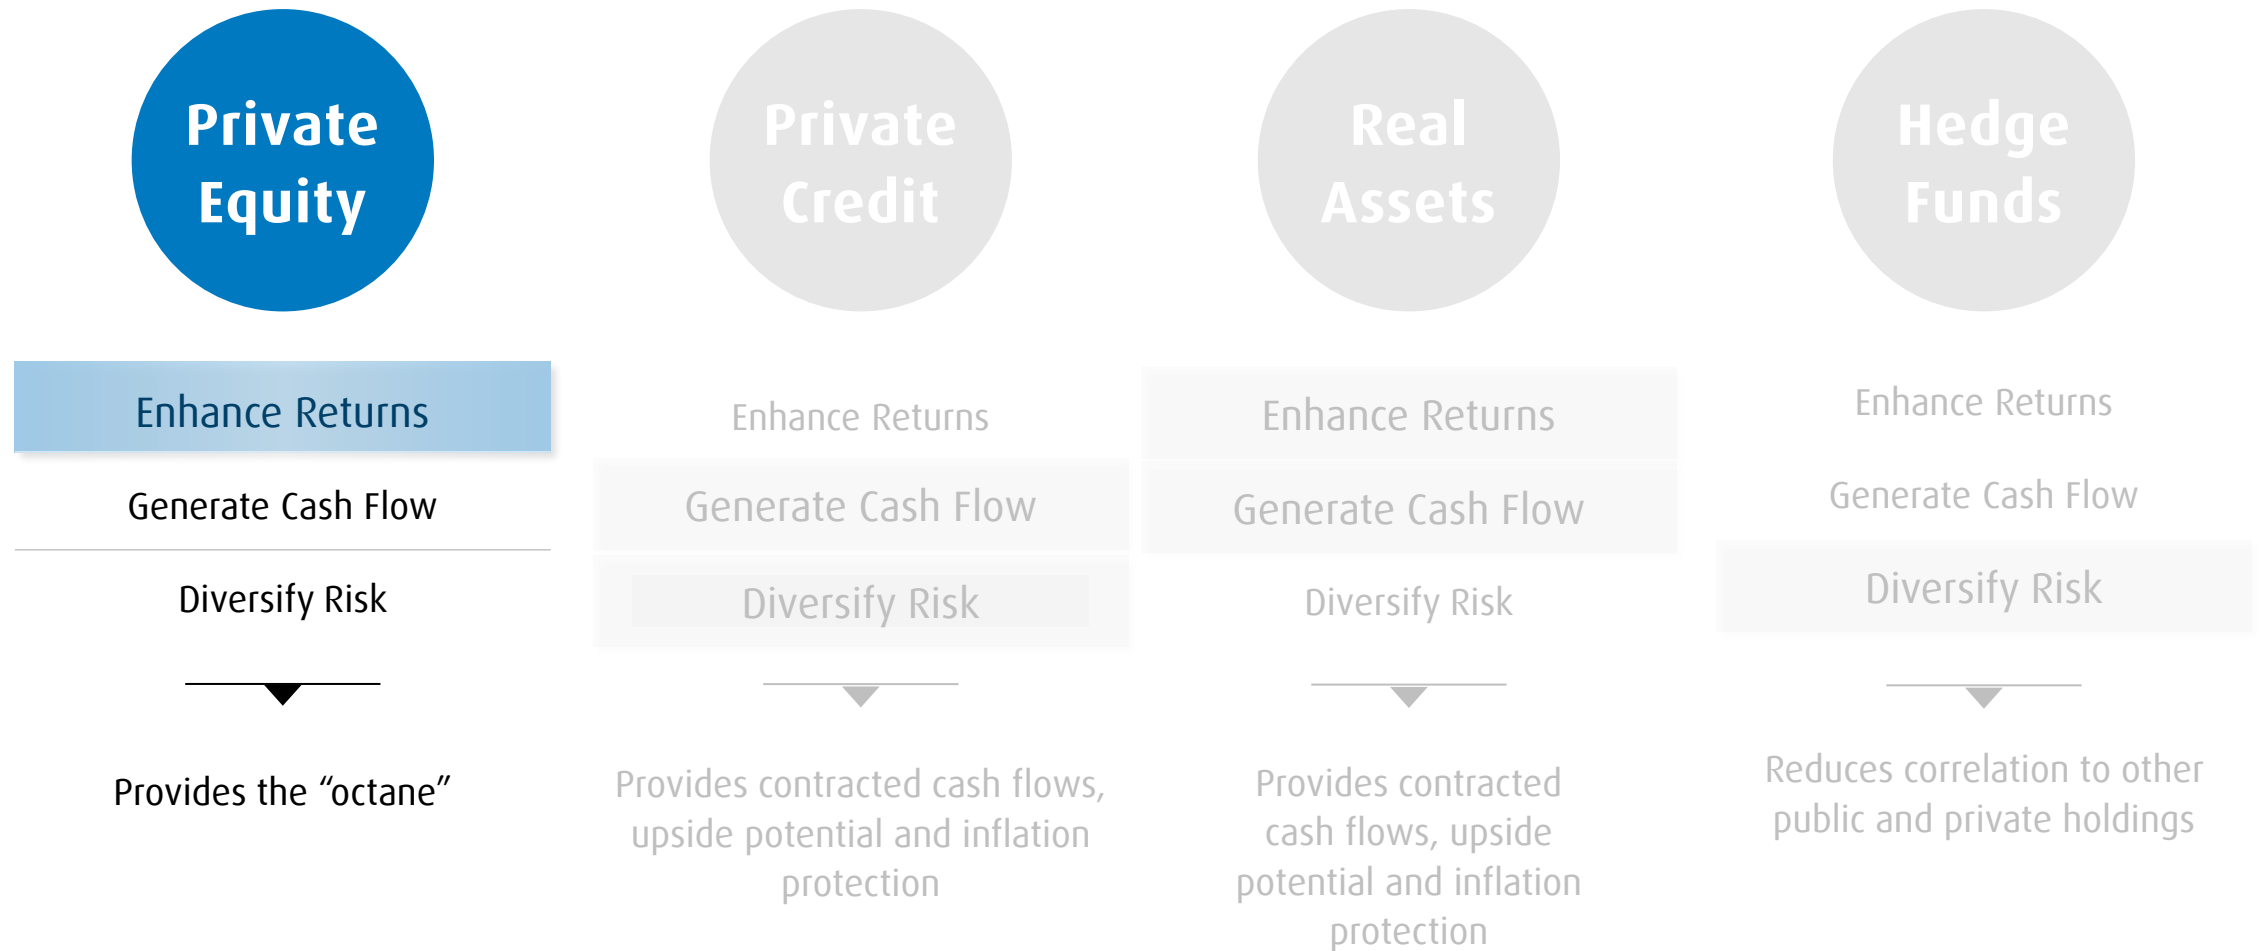 Private
Equity
Enhance Returns
Generate Cash Flow
Diversify Risk
Provides the “octane”
Private
Credit
Enhance Returns
Generate Cash Flow
Diversify Risk
Provides contracted cash flows,
upside potential and inflation
protection
Real
Assets
Enhance Returns
Generate Cash Flow
Diversify Risk
Provides contracted
cash flows, upside
potential and inflation
protection
Hedge
Funds
Enhance Returns
Generate Cash Flow
Diversify Risk
Reduces correlation to other
public and private holdings